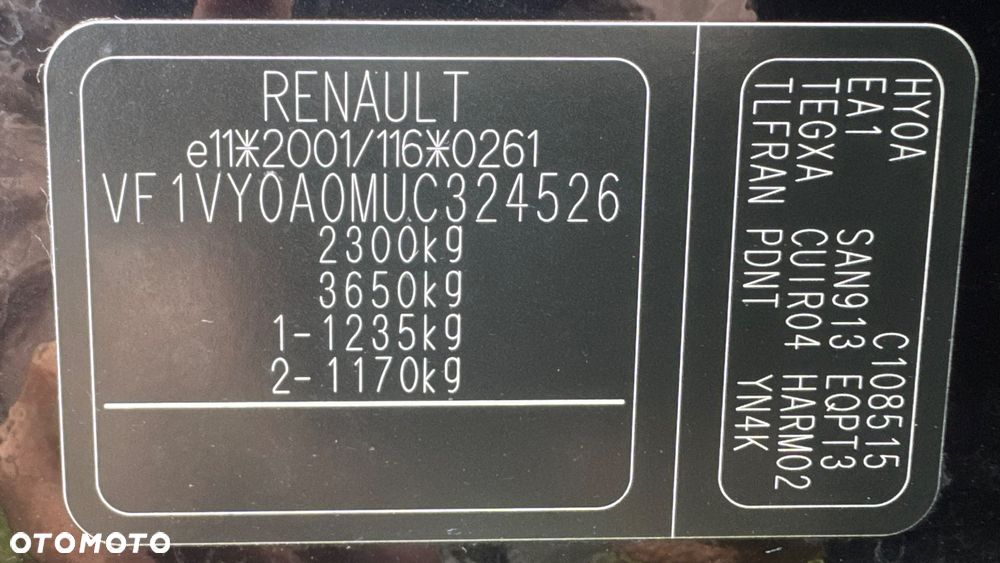 RENAULT
e11*2001/116*0261
VF1VY0A0MUC324526
2300kg
3650kg
1-1235kg
2-1170kg
HY0A C108515
EA1 SAN913 EQPT3
TEGXA CUIR04 HARM02
TLFRAN PDNT YN4K
OTOMOTO